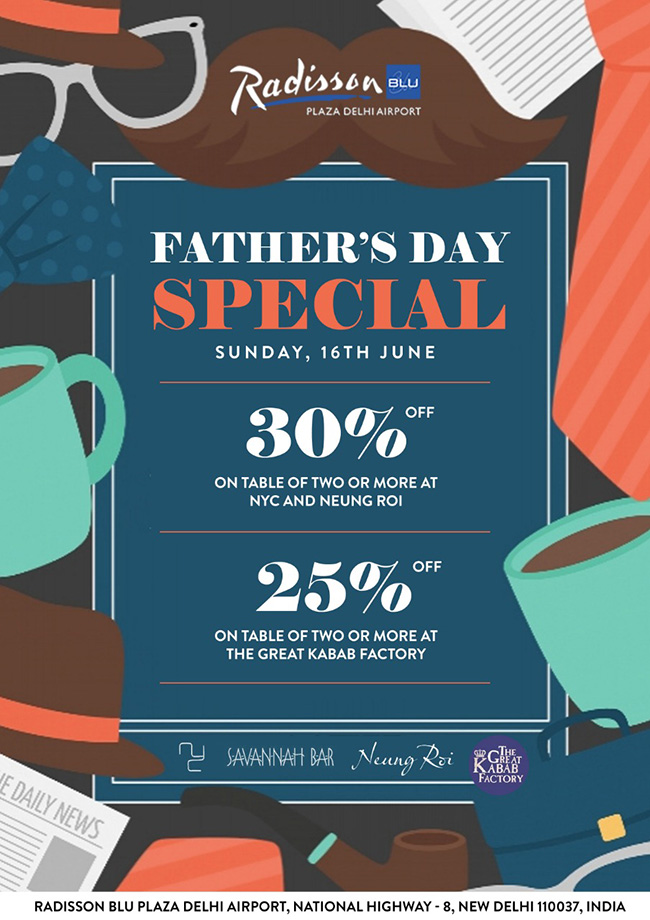 Radisson BLU
PLAZA DELHI AIRPORT
FATHER'S DAY
SPECIAL
SUNDAY, 16TH JUNE
30% OFF
ON TABLE OF TWO OR MORE AT
NYC AND NEUNG ROI
25% OFF
ON TABLE OF TWO OR MORE AT
THE GREAT KABAB FACTORY
SAVANNAH BAR
Neung Roi
THE
GREAT
KABAB
FACTORY
E DAILY NEWS
RADISSON BLU PLAZA DELHI AIRPORT, NATIONAL HIGHWAY - 8, NEW DELHI 110037, INDIA